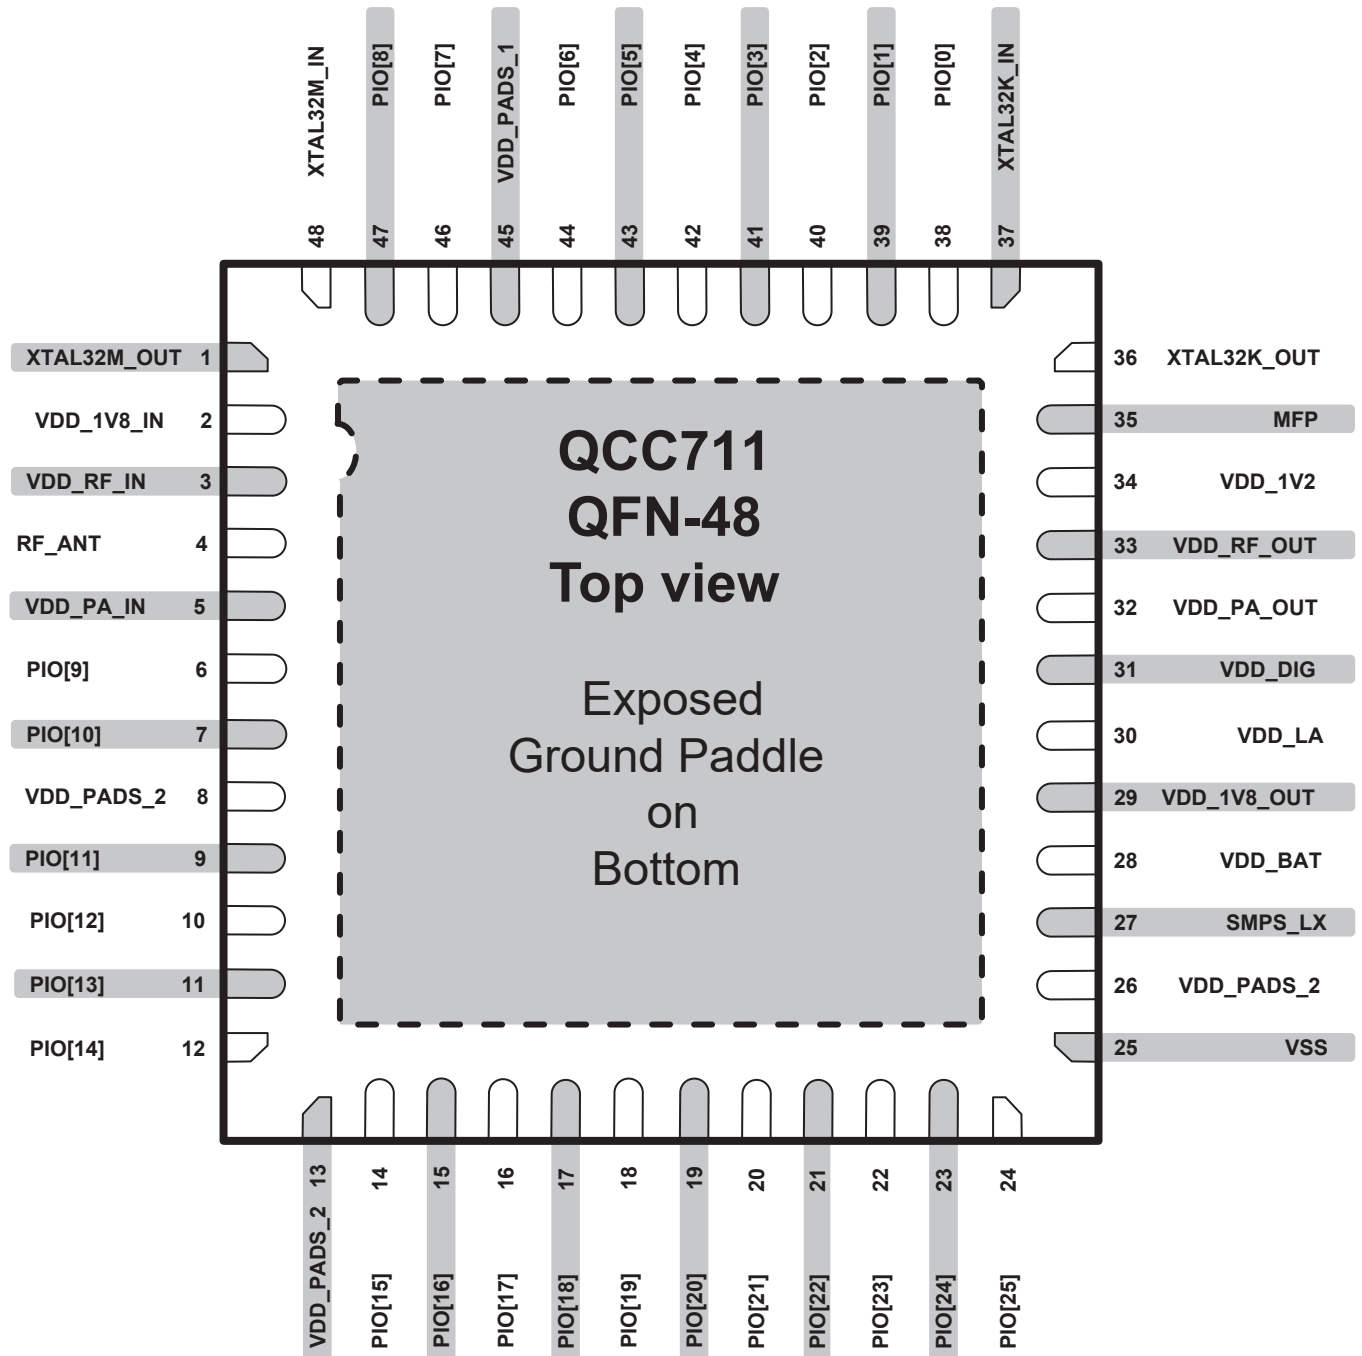 XTAL32M_IN
PIO[8]
PIO[7]
VDD_PADS_1
PIO[6]
PIO[5]
PIO[4]
PIO[3]
PIO[2]
PIO[1]
PIO[0]
XTAL32K_IN
48 47 46 45 44 43 42 41 40 39 38 37
XTAL32M_OUT 1
VDD_1V8_IN 2
VDD_RF_IN 3
RF_ANT 4
VDD_PA_IN 5
PIO[9] 6
PIO[10] 7
VDD_PADS_2 8
PIO[11] 9
PIO[12] 10
PIO[13] 11
PIO[14] 12
QCC711
QFN-48
Top view
Exposed
Ground Paddle
on
Bottom
36 XTAL32K_OUT
35 MFP
34 VDD_1V2
33 VDD_RF_OUT
32 VDD_PA_OUT
31 VDD_DIG
30 VDD_LA
29 VDD_1V8_OUT
28 VDD_BAT
27 SMPS_LX
26 VDD_PADS_2
25 VSS
13 14 15 16 17 18 19 20 21 22 23 24
VDD_PADS_2
PIO[15]
PIO[16]
PIO[17]
PIO[18]
PIO[19]
PIO[20]
PIO[21]
PIO[22]
PIO[23]
PIO[24]
PIO[25]